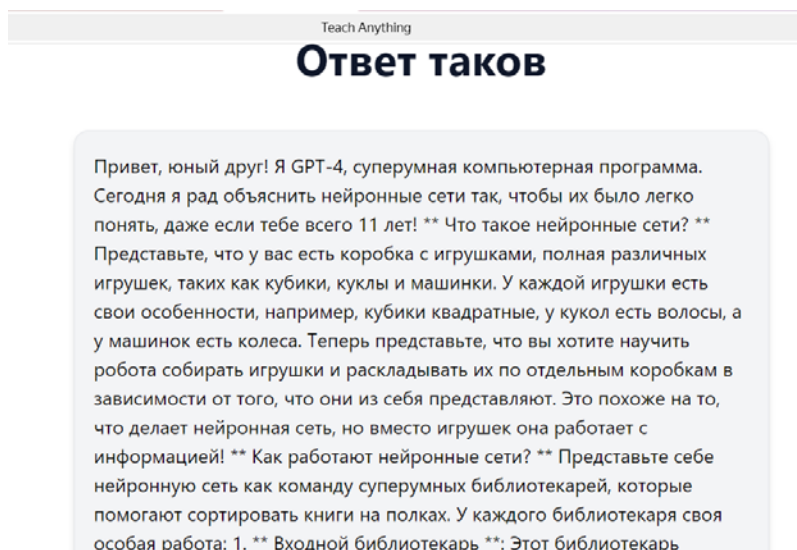 Teach Anything
Ответ таков
Привет, юный друг! Я GPT-4, суперумная компьютерная программа.
Сегодня я рад объяснить нейронные сети так, чтобы их было легко
понять, даже если тебе всего 11 лет! ** Что такое нейронные сети? **
Представьте, что у вас есть коробка с игрушками, полная различных
игрушек, таких как кубики, куклы и машинки. У каждой игрушки есть
свои особенности, например, кубики квадратные, у кукол есть волосы, а
у машинок есть колеса. Теперь представьте, что вы хотите научить
робота собирать игрушки и раскладывать их по отдельным коробкам в
зависимости от того, что они из себя представляют. Это похоже на то,
что делает нейронная сеть, но вместо игрушек она работает с
информацией! ** Как работают нейронные сети? ** Представьте себе
нейронную сеть как команду суперумных библиотекарей, которые
помогают сортировать книги на полках. У каждого библиотекаря своя
особая работа: 1. ** Входной библиотекарь **: Этот библиотекарь